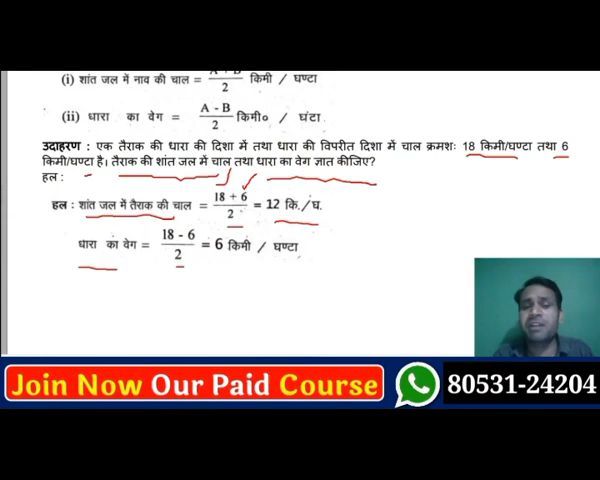 (i) शांत जल में नाव की चाल = A + B / 2 किमी / घण्टा
(ii) धारा का वेग = A - B / 2 किमी० / घंटा
उदाहरण : एक तैराक की धारा की दिशा में तथा धारा की विपरीत दिशा में चाल क्रमशः 18 किमी/घण्टा तथा 6
किमी/घण्टा है। तैराक की शांत जल में चाल तथा धारा का वेग ज्ञात कीजिए?
हल :
हल : शांत जल में तैराक की चाल = 18 + 6 / 2 = 12 कि./घ.
धारा का वेग = 18 - 6 / 2 = 6 किमी / घण्टा
Join Now Our Paid Course 80531-24204